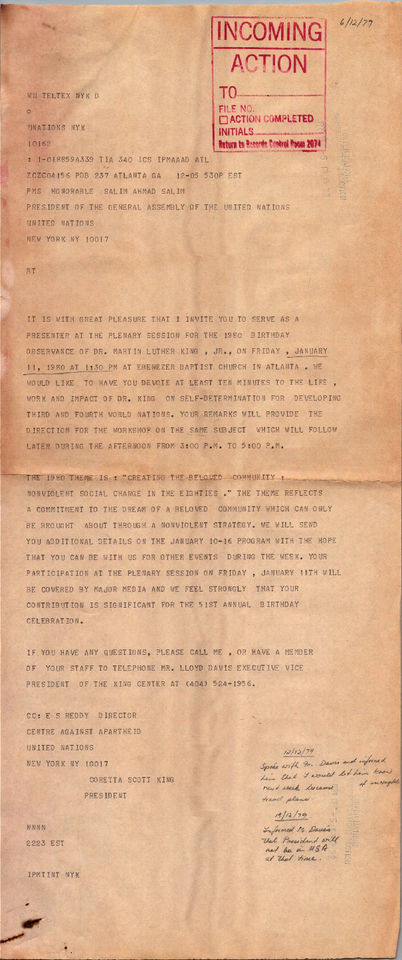 6/12/79
INCOMING
ACTION
TO
FILE NO.
ACTION COMPLETED
INITIALS
Return to Records Control Room 2074
WU TELTEX NYK D
O
UNATIONS NYK
10162
: 1-0188594339 TIA 340 ICS IPMAAAD ATL
ZCZC04156 PDB 237 ATLANTA GA 12-05 530P EST
PMS HONORABLE SALIM AHMAD SALIM
PRESIDENT OF THE GENERAL ASSEMBLY OF THE UNITED NATIONS
UNITED NATIONS
NEW YORK NY 10017
BT
IT IS WITH GREAT PLEASURE THAT I INVITE YOU TO SERVE AS A
PRESENTER AT THE PLENARY SESSION FOR THE 1980 BIRTHDAY
OBSERVANCE OF DR. MARTIN LUTHER KING , JR., ON FRIDAY , JANUARY
11, 1980 AT 11:30 PM AT EBENEZER BAPTIST CHURCH IN ATLANTA . WE
WOULD LIKE TO HAVE YOU DEVOTE AT LEAST TEN MINUTES TO THE LIFE ,
WORK AND IMPACT OF DR. KING ON SELF-DETERMINATION FOR DEVELOPING
THIRD AND FOURTH WORLD NATIONS. YOUR REMARKS WILL PROVIDE THE
DIRECTION FOR THE WORKSHOP ON THE SAME SUBJECT WHICH WILL FOLLOW
LATER DURING THE AFTERNOON FROM 3:00 P.M. TO 5:00 P.M.
THE 1980 THEME IS : "CREATING THE BELOVED COMMUNITY :
NONVIOLENT SOCIAL CHANGE IN THE EIGHTIES ." THE THEME REFLECTS
A COMMITMENT TO THE DREAM OF A BELOVED COMMUNITY WHICH CAN ONLY
BE BROUGHT ABOUT THROUGH A NONVIOLENT STRATEGY. WE WILL SEND
YOU ADDITIONAL DETAILS ON THE JANUARY 10-16 PROGRAM WITH THE HOPE
THAT YOU CAN BE WITH US FOR OTHER EVENTS DURING THE WEEK. YOUR
PARTICIPATION AT THE PLENARY SESSION ON FRIDAY , JANUARY 11TH WILL
BE COVERED BY MAJOR MEDIA AND WE FEEL STRONGLY THAT YOUR
CONTRIBUTION IS SIGNIFICANT FOR THE 51ST ANNUAL BIRTHDAY
CELEBRATION.
IF YOU HAVE ANY QUESTIONS, PLEASE CALL ME , OR HAVE A MEMBER
OF YOUR STAFF TO TELEPHONE MR. LLOYD DAVIS EXECUTIVE VICE
PRESIDENT OF THE KING CENTER AT (404) 524-1956.
CC: E S REDDY DIRECTOR
CENTRE AGAINST APARTHEID
UNITED NATIONS
NEW YORK NY 10017
CORETTA SCOTT KING
PRESIDENT
NNNN
2223 EST
IPMTINT NYK
12/12/79
Spoke with Mr. Davis and informed
him that I would let him know
next week because of
travel plans
19/12/79
Informed Mr Davis
that President will
not be in USA
at that time.